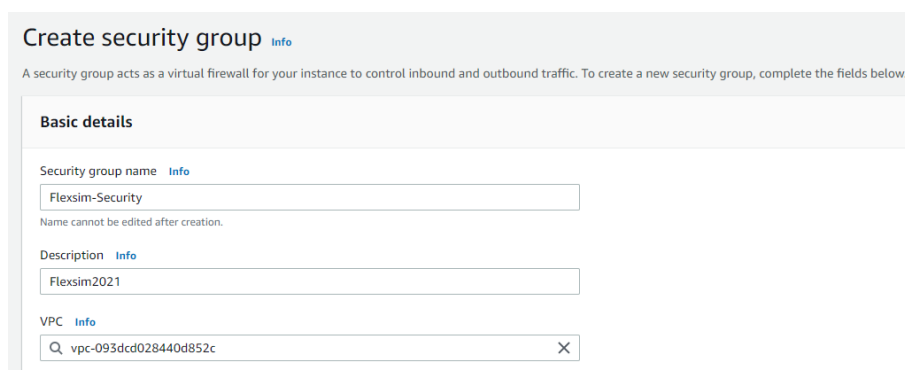 Create security group Info
A security group acts as a virtual firewall for your instance to control inbound and outbound traffic. To create a new security group, complete the fields below.
Basic details
Security group name Info
Flexsim-Security
Name cannot be edited after creation.
Description Info
Flexsim2021
VPC Info
vpc-093dcd028440d852c